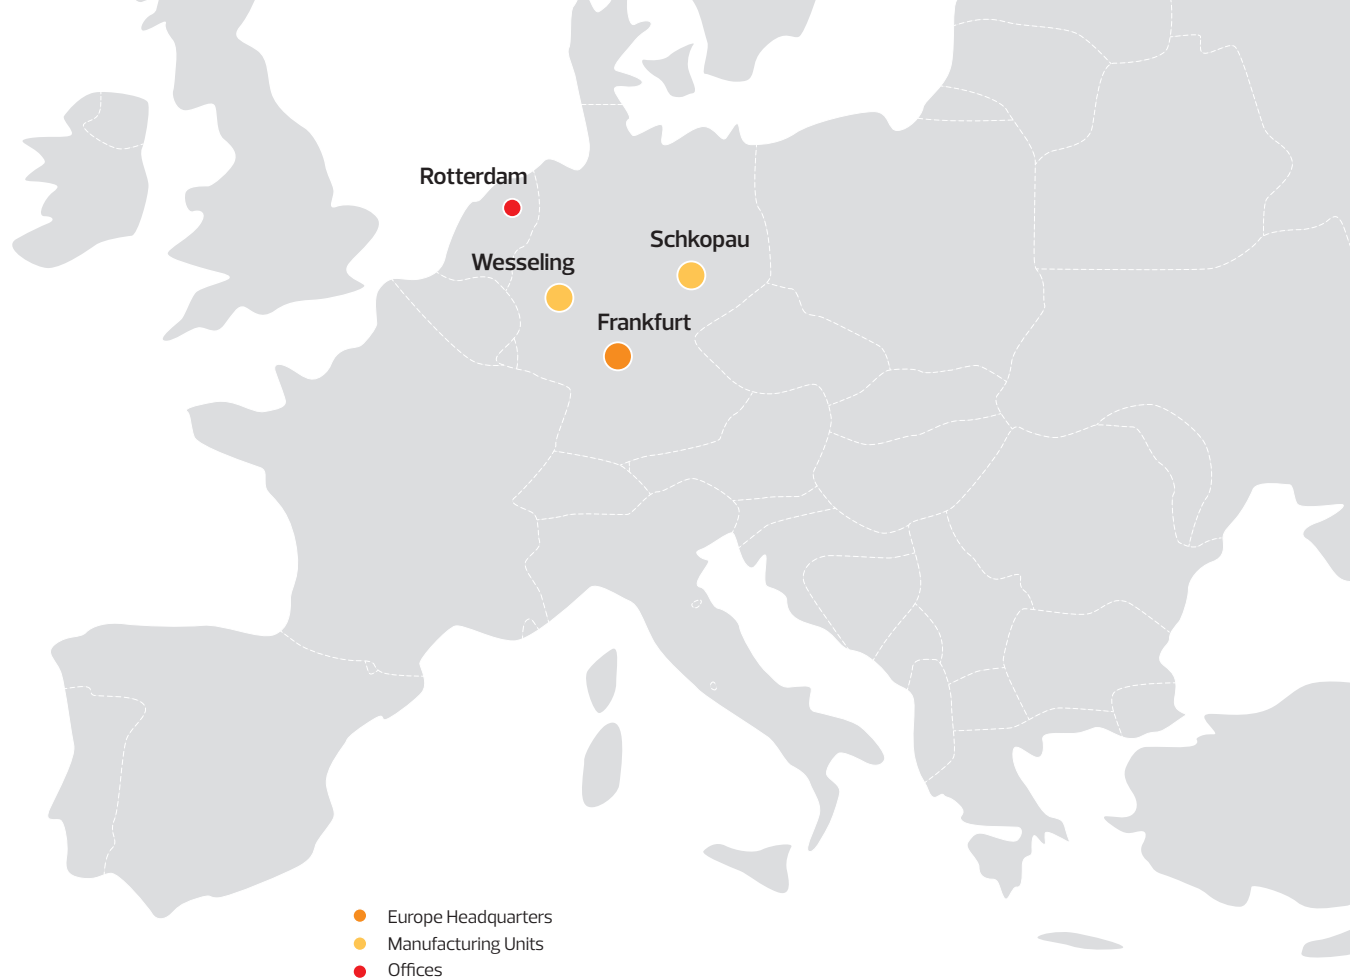 Rotterdam
Schkopau
Wesseling
Frankfurt
Europe Headquarters
Manufacturing Units
Offices